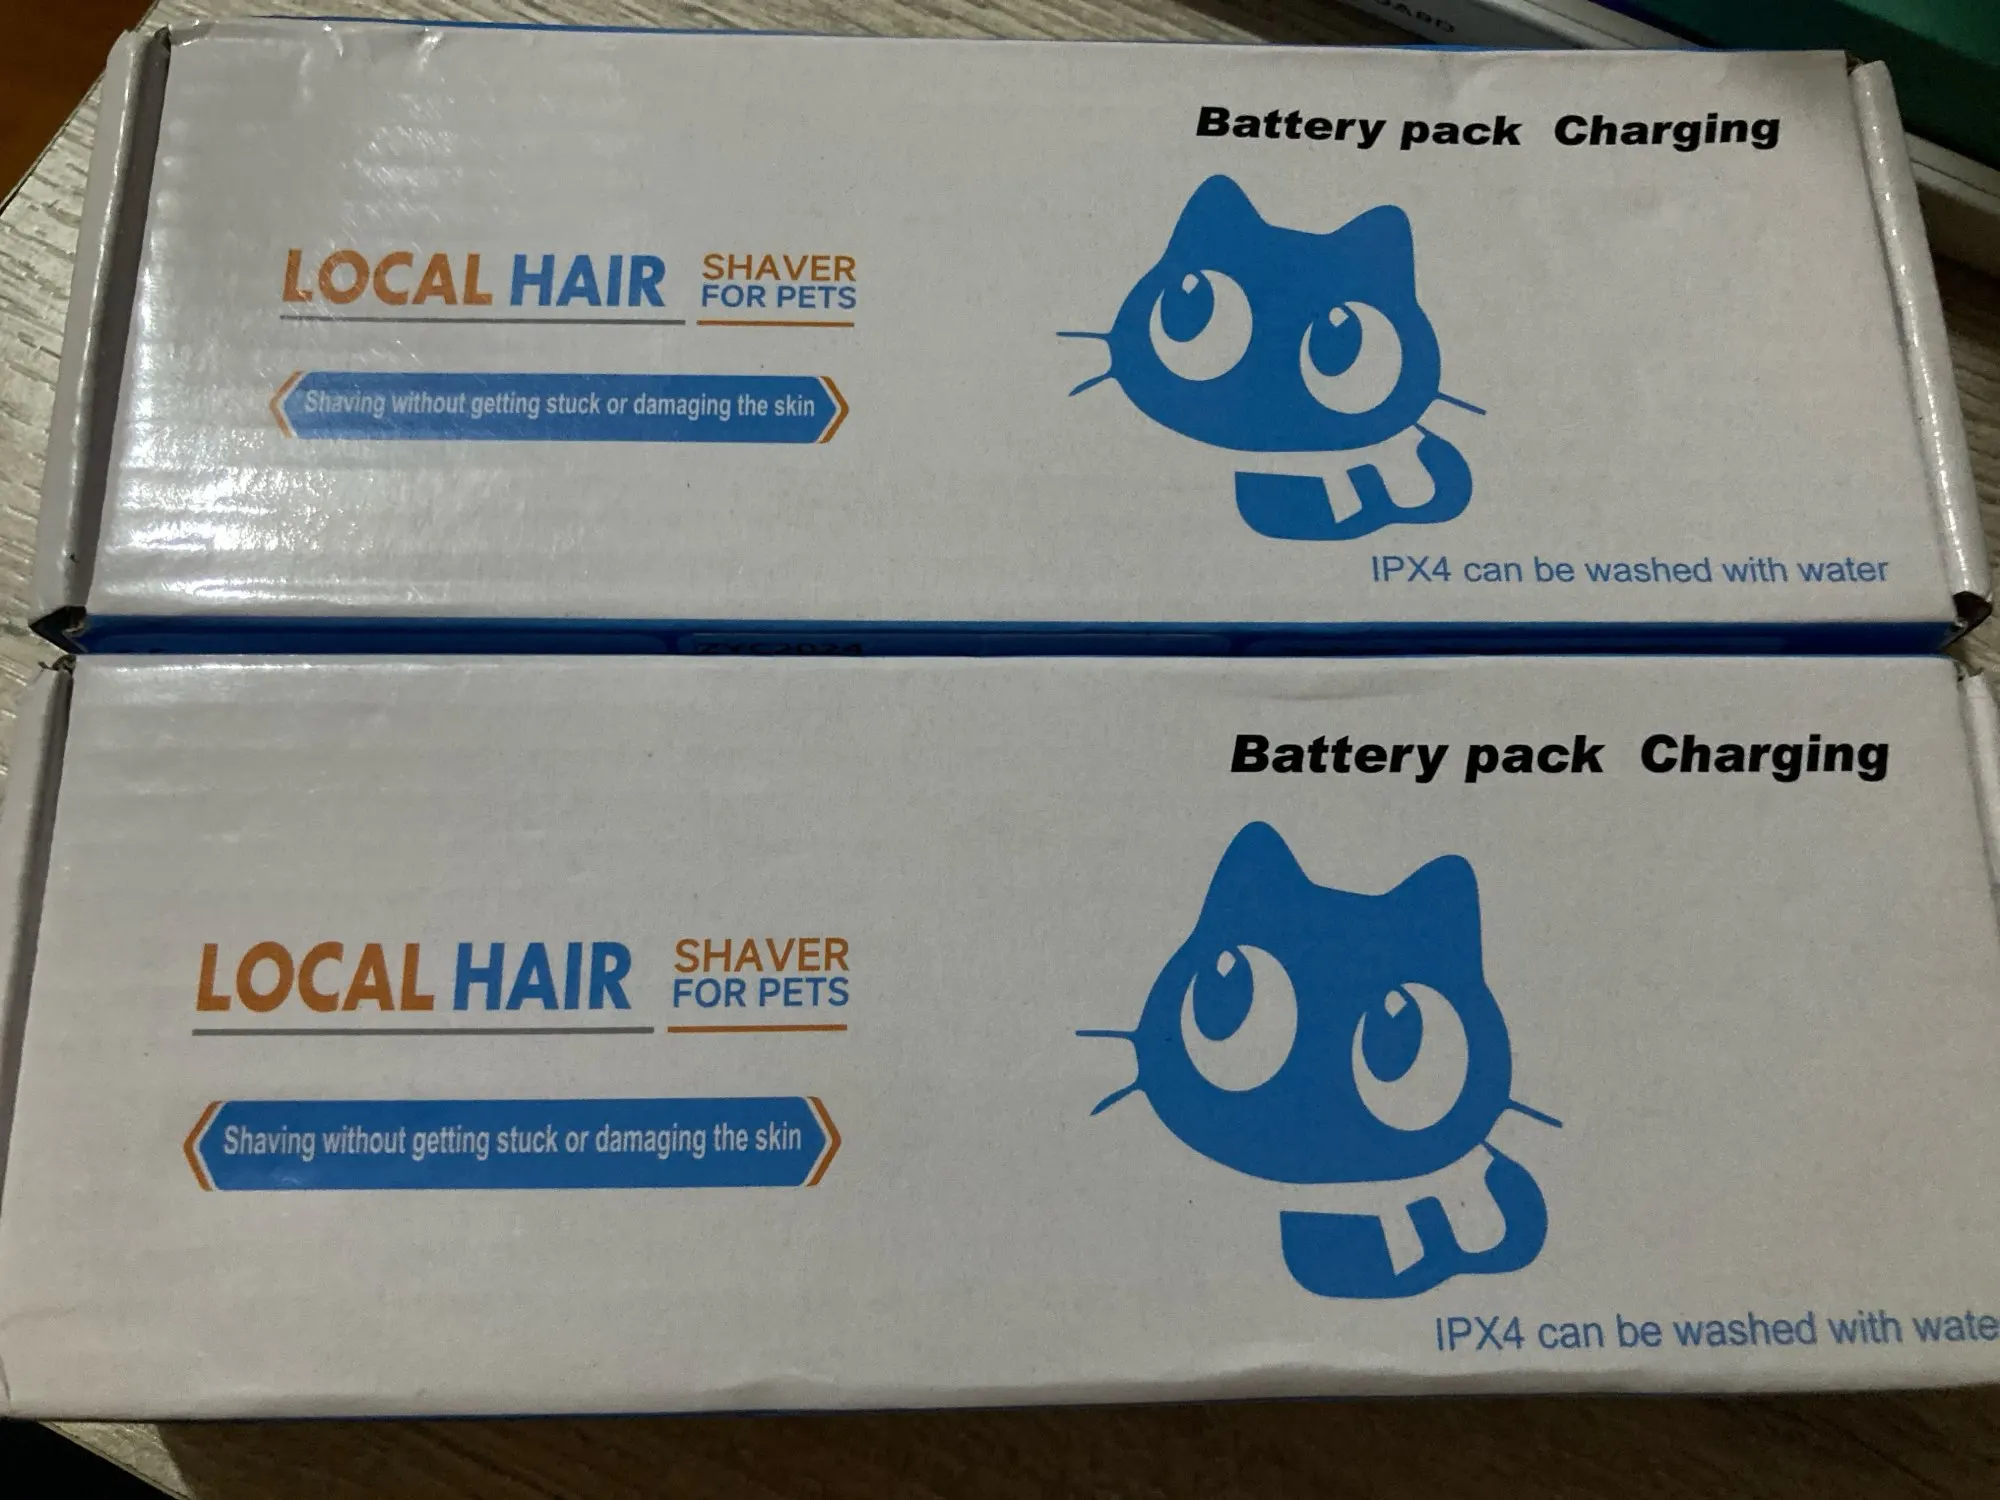 Battery pack Charging
LOCAL HAIR
SHAVER
FOR PETS
Shaving without getting stuck or damaging the skin
IPX4 can be washed with water
Battery pack Charging
LOCAL HAIR
SHAVER
FOR PETS
Shaving without getting stuck or damaging the skin
IPX4 can be washed with wate